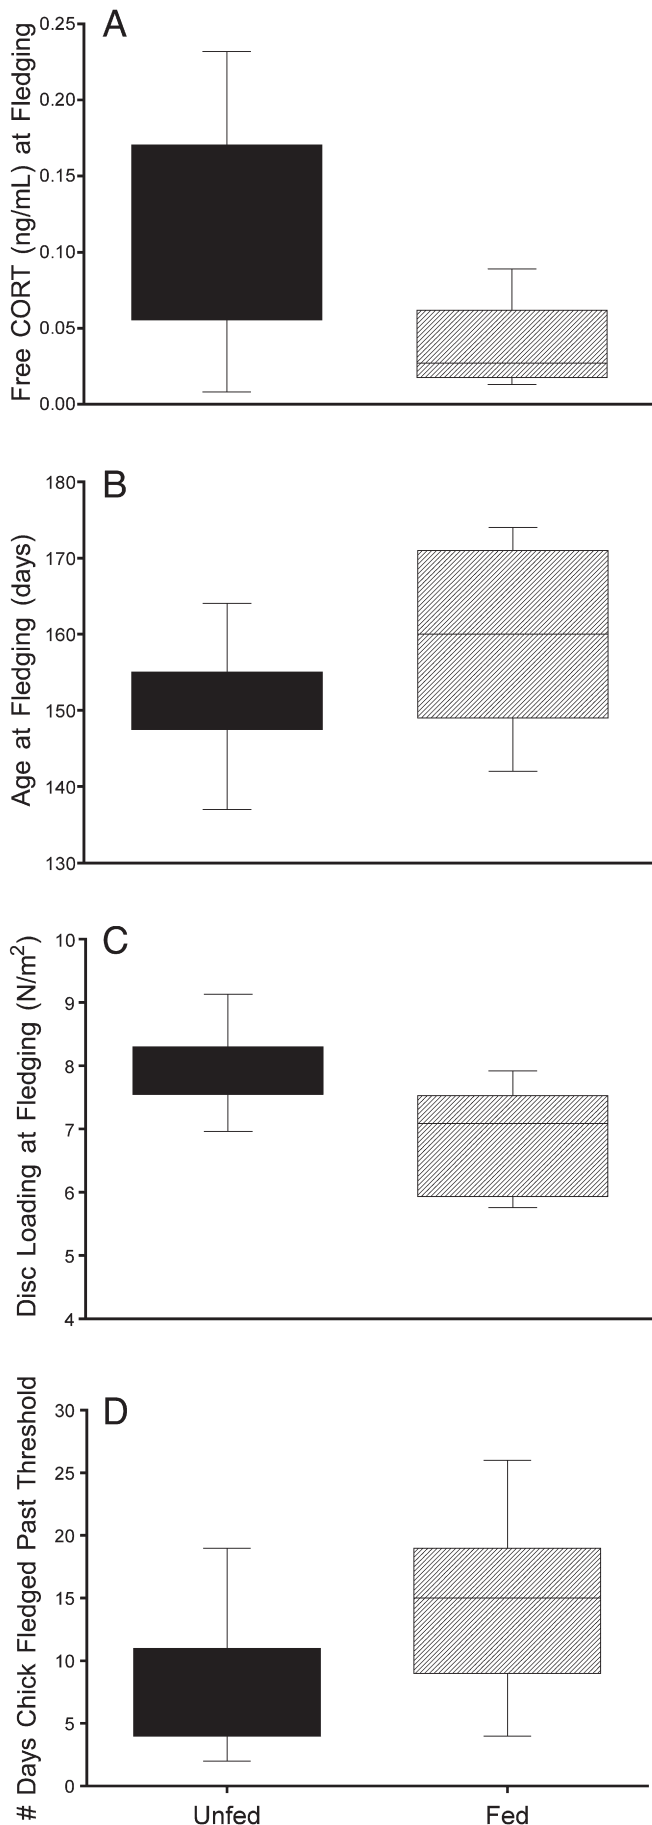 A
Free CORT (ng/mL) at Fledging
0.25
0.20
0.15
0.10
0.05
0.00
B
Age at Fledging (days)
180
170
160
150
140
130
C
Disc Loading at Fledging (N/m²)
10
9
8
7
6
5
4
D
# Days Chick Fledged Past Threshold
30
25
20
15
10
5
0
Unfed Fed